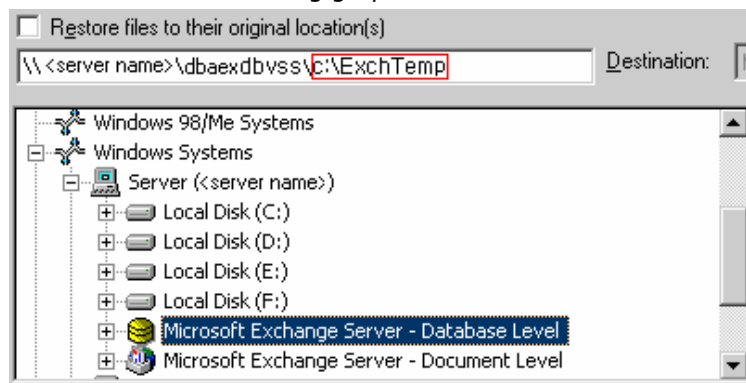 Restore files to their original location(s)
\\<server name>\dbaexdbvss\c:\ExchTemp
Destination:
Windows 98/Me Systems
Windows Systems
Server (<server name>)
Local Disk (C:)
Local Disk (D:)
Local Disk (E:)
Local Disk (F:)
Microsoft Exchange Server - Database Level
Microsoft Exchange Server - Document Level